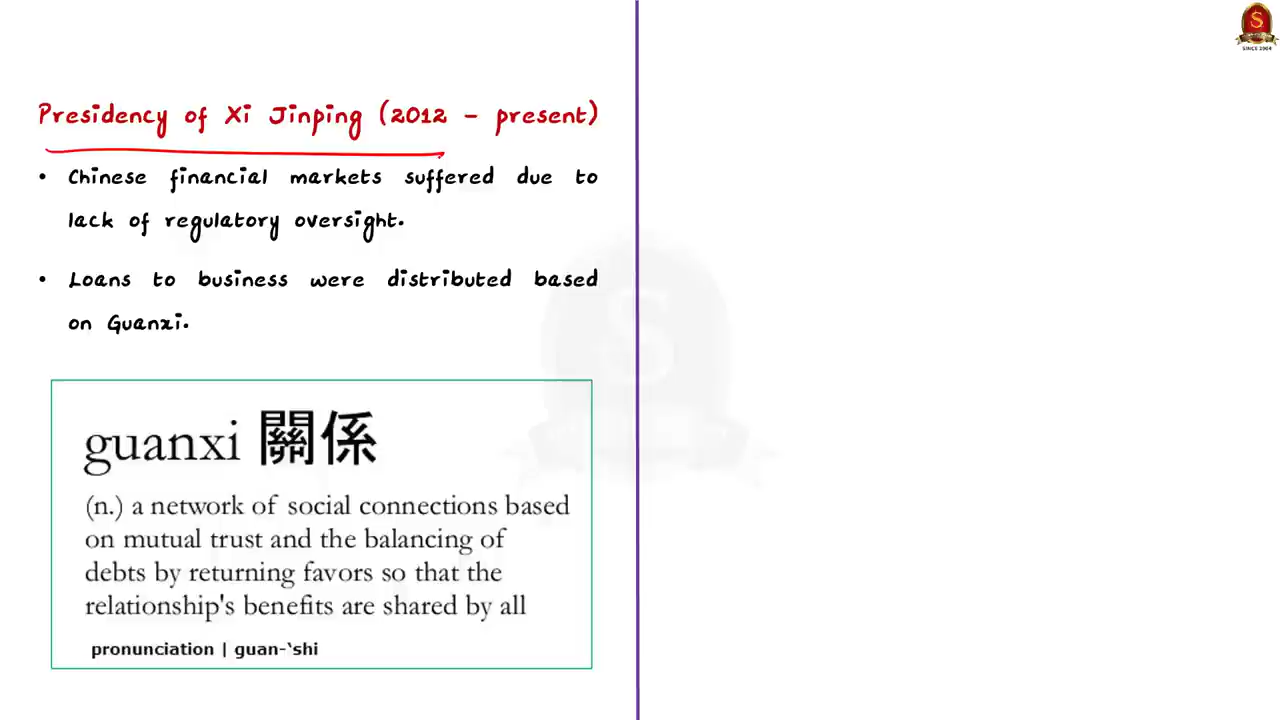 Presidency of Xi Jinping (2012 - present)
• Chinese financial markets suffered due to
lack of regulatory oversight.
• Loans to business were distributed based
on Guanxi.
guanxi 關係
(n.) a network of social connections based
on mutual trust and the balancing of
debts by returning favors so that the
relationship's benefits are shared by all
pronunciation | guan-‛shi
S
SINCE 2004